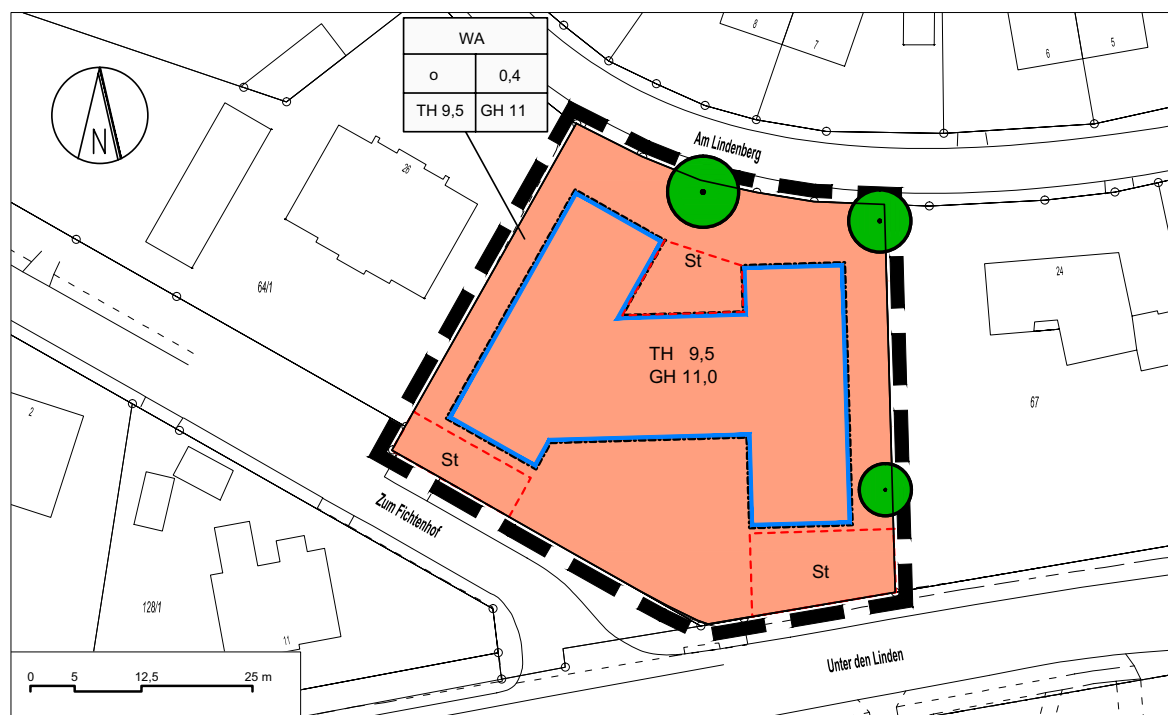 WA
o 0,4
TH 9,5 GH 11
8
7
6
5
N
Am Lindenberg
26
St
24
64/1
TH 9,5
GH 11,0
67
2
St
Zum Fichtenhof
St
128/1
11
Unter den Linden
0 5 12,5 25 m